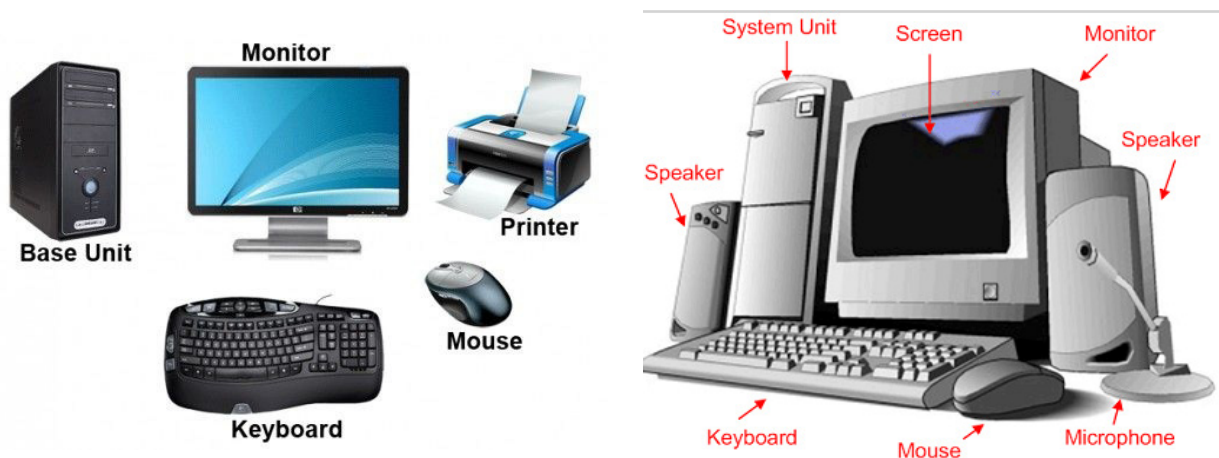 Monitor
Base Unit
Printer
Mouse
Keyboard
System Unit
Screen
Monitor
Speaker
Speaker
Keyboard
Mouse
Microphone